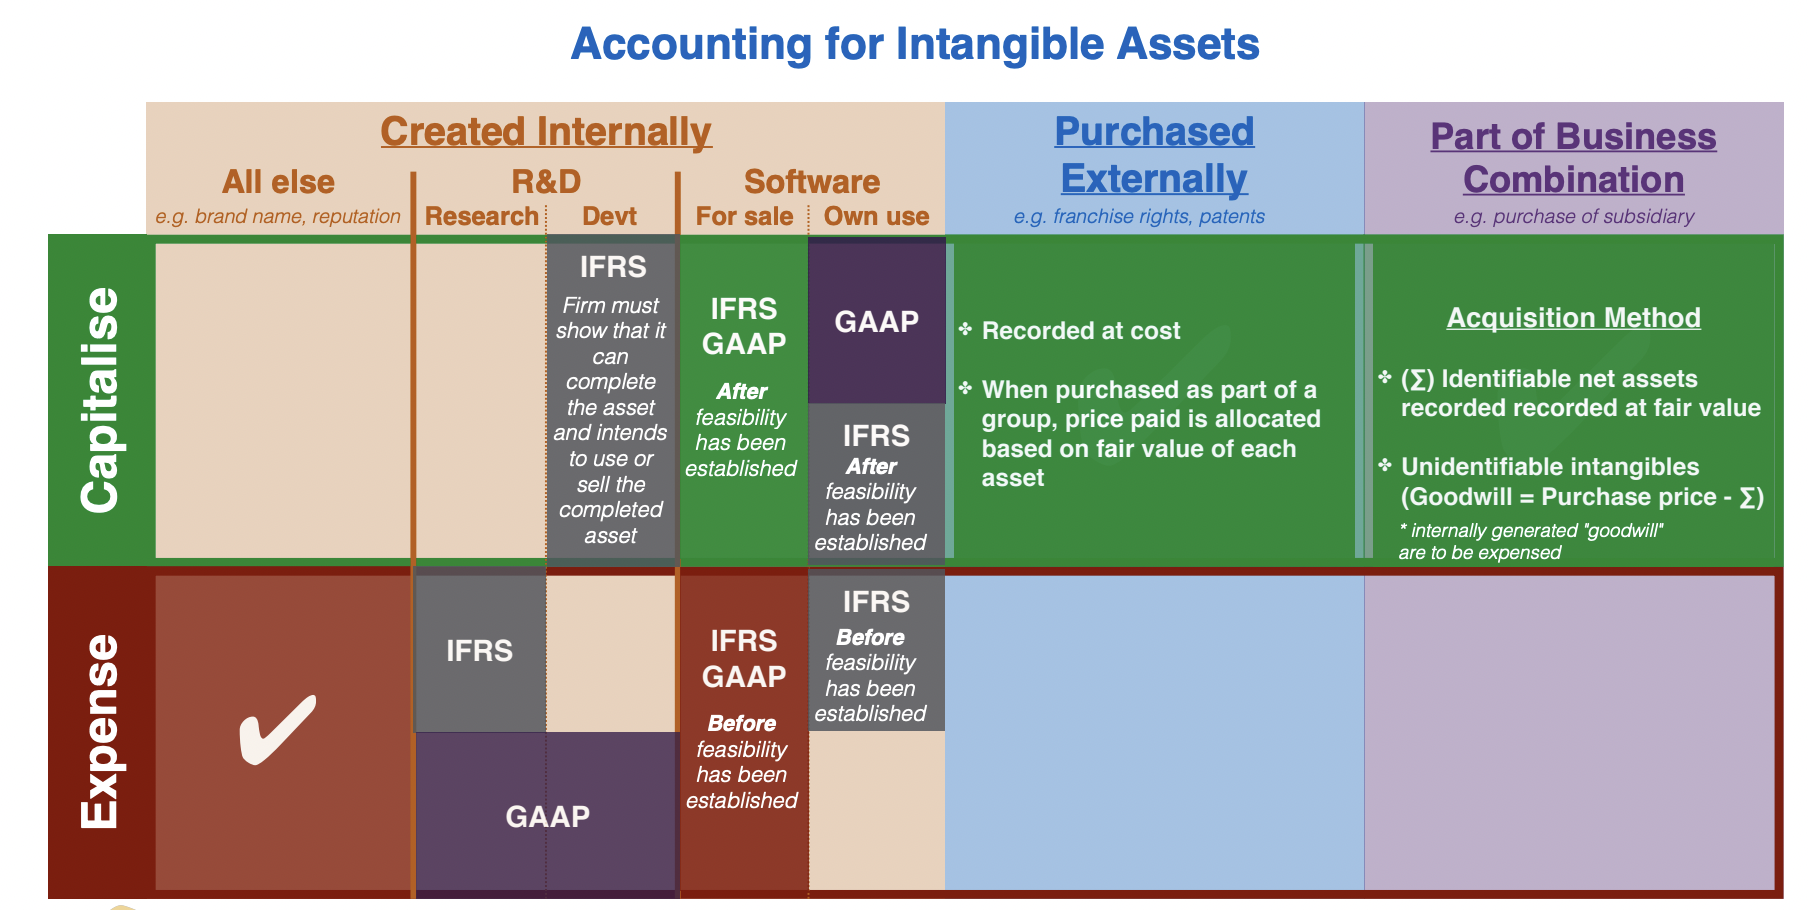 Accounting for Intangible Assets
Created Internally
All else
e.g. brand name, reputation
R&D
Research
Devt
Software
For sale
Own use
Purchased
Externally
e.g. franchise rights, patents
Part of Business
Combination
e.g. purchase of subsidiary
Capitalise
IFRS
Firm must
show that it
can
complete
the asset
and intends
to use or
sell the
completed
asset
IFRS
GAAP
After
feasibility
has been
established
GAAP
IFRS
After
feasibility
has been
established
✤ Recorded at cost
✤ When purchased as part of a
group, price paid is allocated
based on fair value of each
asset
Acquisition Method
✤ (∑) Identifiable net assets
recorded recorded at fair value
✤ Unidentifiable intangibles
(Goodwill = Purchase price - ∑)
* internally generated "goodwill"
are to be expensed
Expense
✔
IFRS
GAAP
IFRS
GAAP
Before
feasibility
has been
established
IFRS
Before
feasibility
has been
established